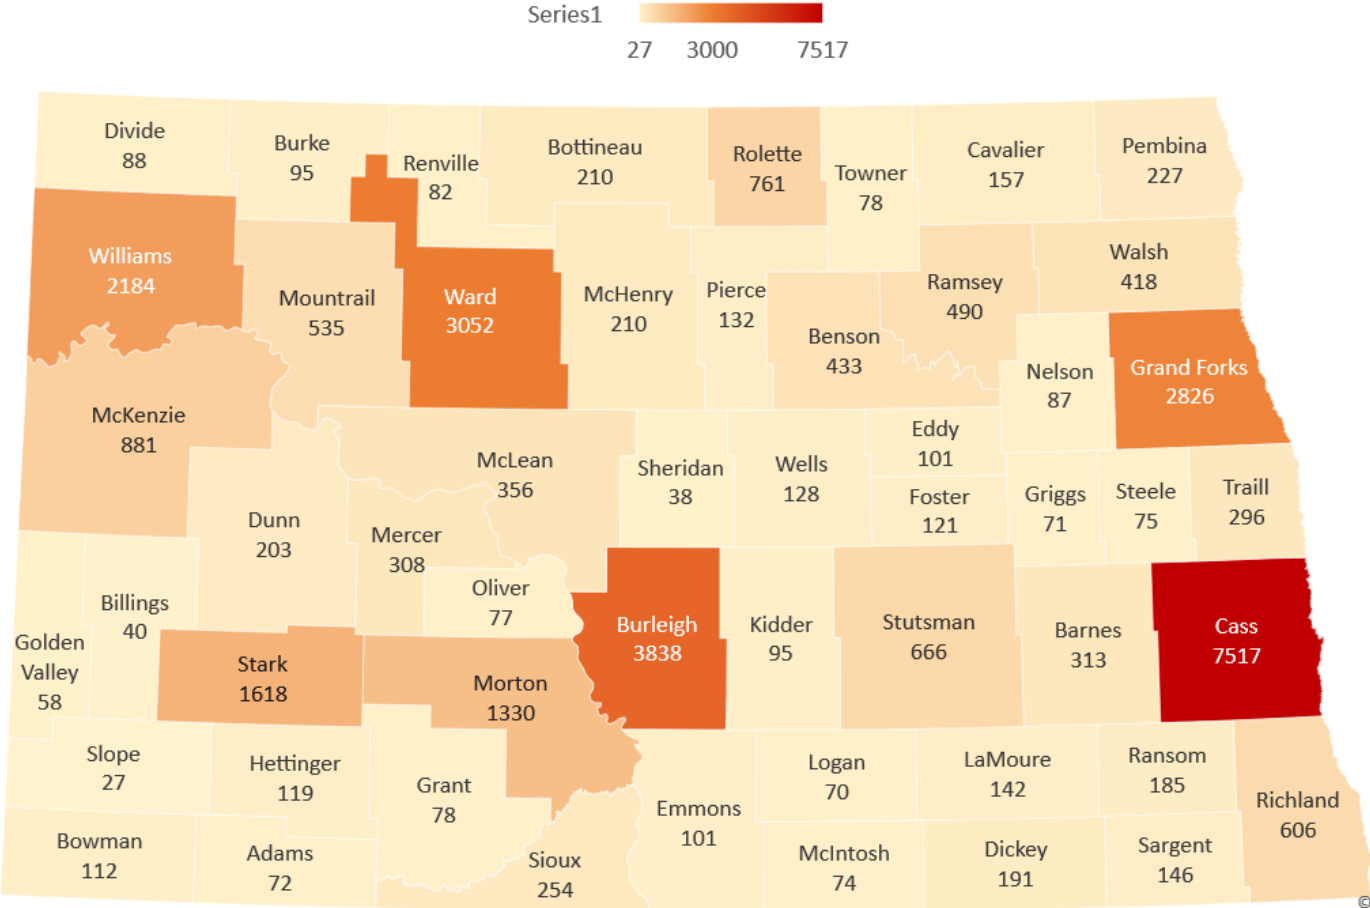 Series1
27 3000 7517
Divide
88
Burke
95
Renville
82
Bottineau
210
Rolette
761
Towner
78
Cavalier
157
Pembina
227
Williams
2184
Mountrail
535
Ward
3052
McHenry
210
Pierce
132
Benson
433
Ramsey
490
Walsh
418
Nelson
87
Grand Forks
2826
McKenzie
881
McLean
356
Sheridan
38
Wells
128
Eddy
101
Foster
121
Griggs
71
Steele
75
Traill
296
Dunn
203
Mercer
308
Oliver
77
Billings
40
Golden
Valley
58
Stark
1618
Morton
1330
Burleigh
3838
Kidder
95
Stutsman
666
Barnes
313
Cass
7517
Slope
27
Hettinger
119
Grant
78
Emmons
101
Logan
70
LaMoure
142
Ransom
185
Richland
606
Bowman
112
Adams
72
Sioux
254
McIntosh
74
Dickey
191
Sargent
146
©